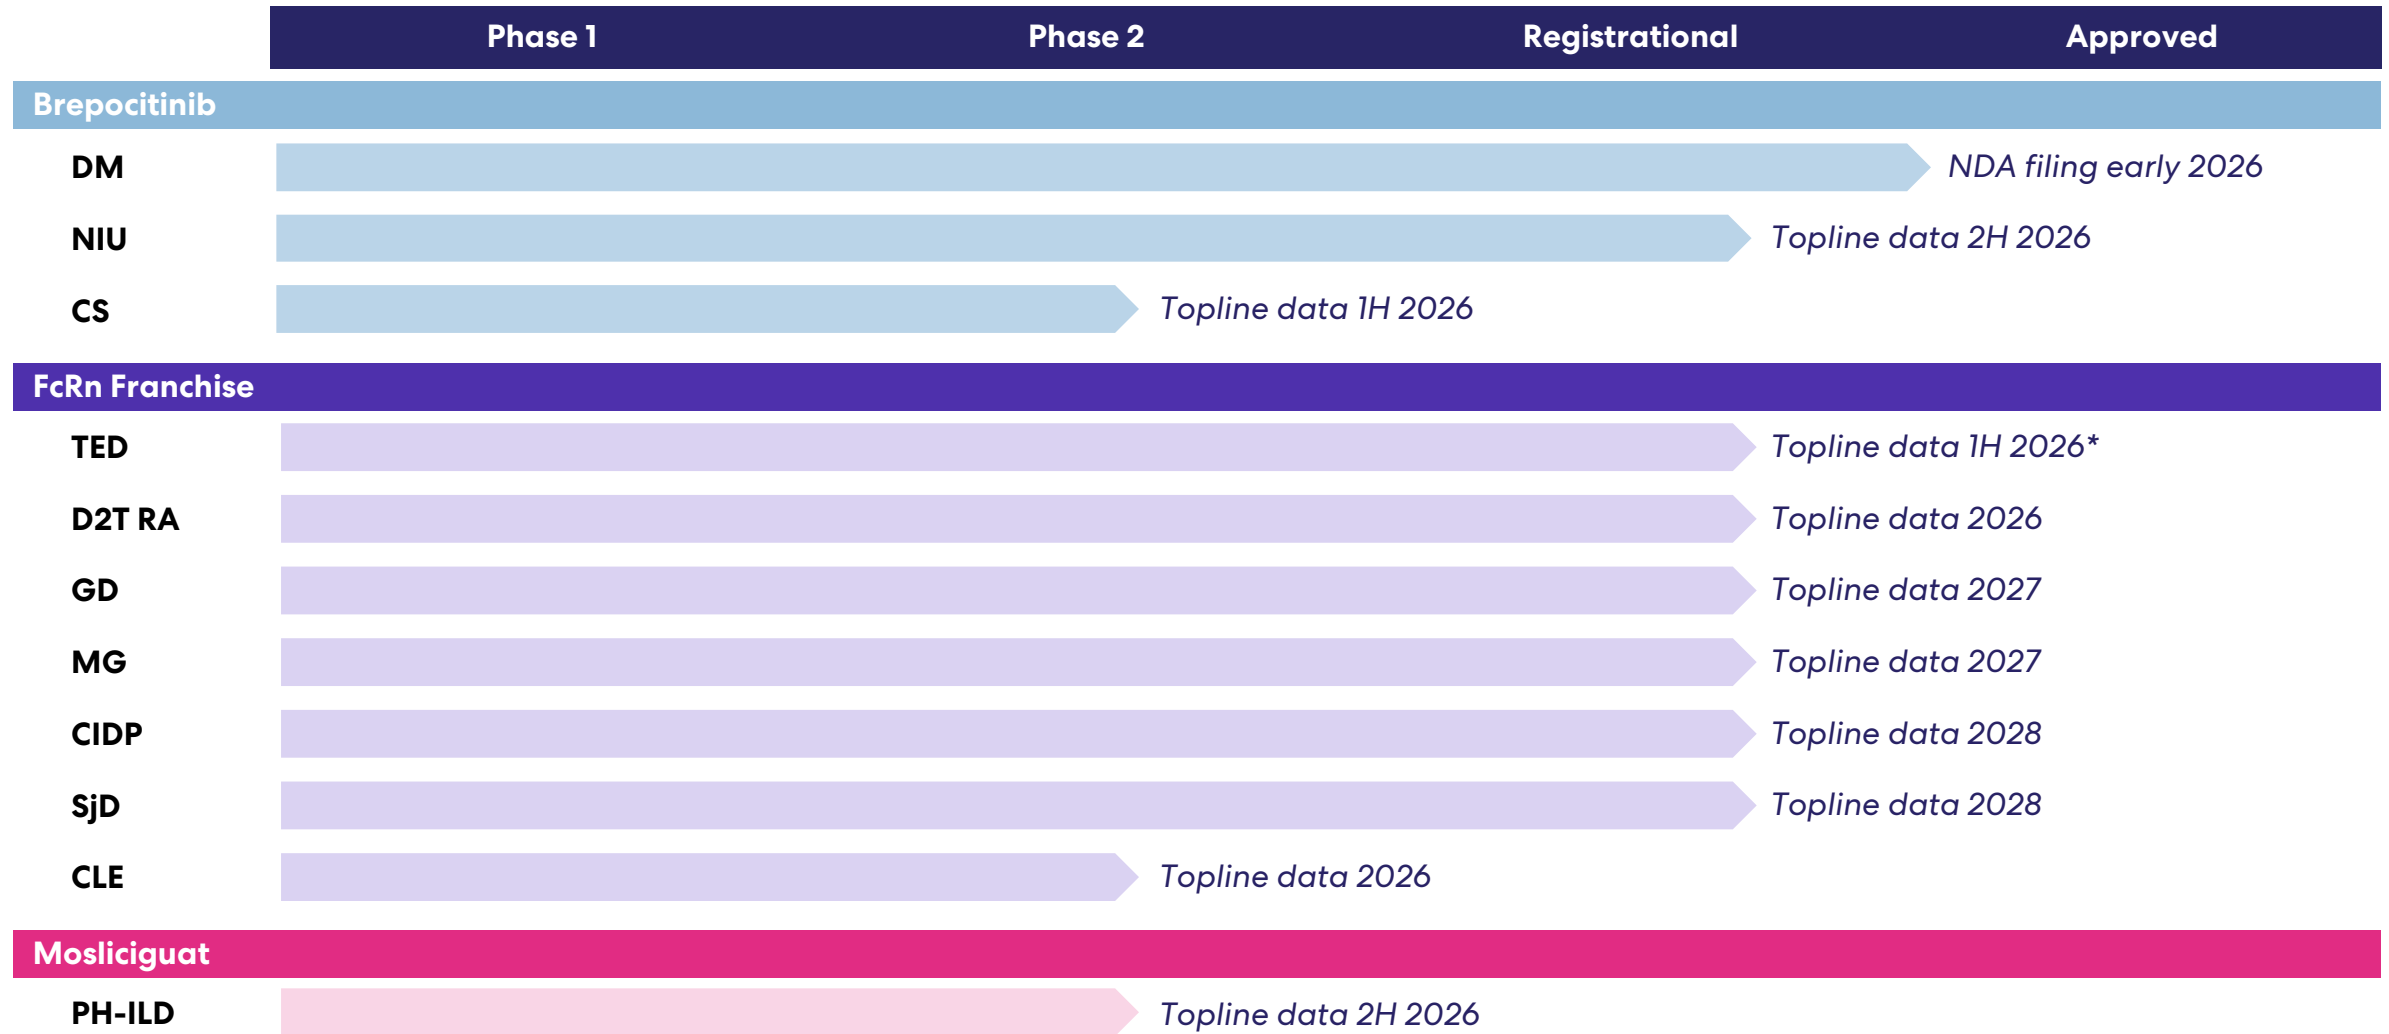 Phase 1 Phase 2 Registrational Approved
Brepocitinib
DM NDA filing early 2026
NIU Topline data 2H 2026
CS Topline data 1H 2026
FcRn Franchise
TED Topline data 1H 2026*
D2T RA Topline data 2026
GD Topline data 2027
MG Topline data 2027
CIDP Topline data 2028
SjD Topline data 2028
CLE Topline data 2026
Mosliciguat
PH-ILD Topline data 2H 2026